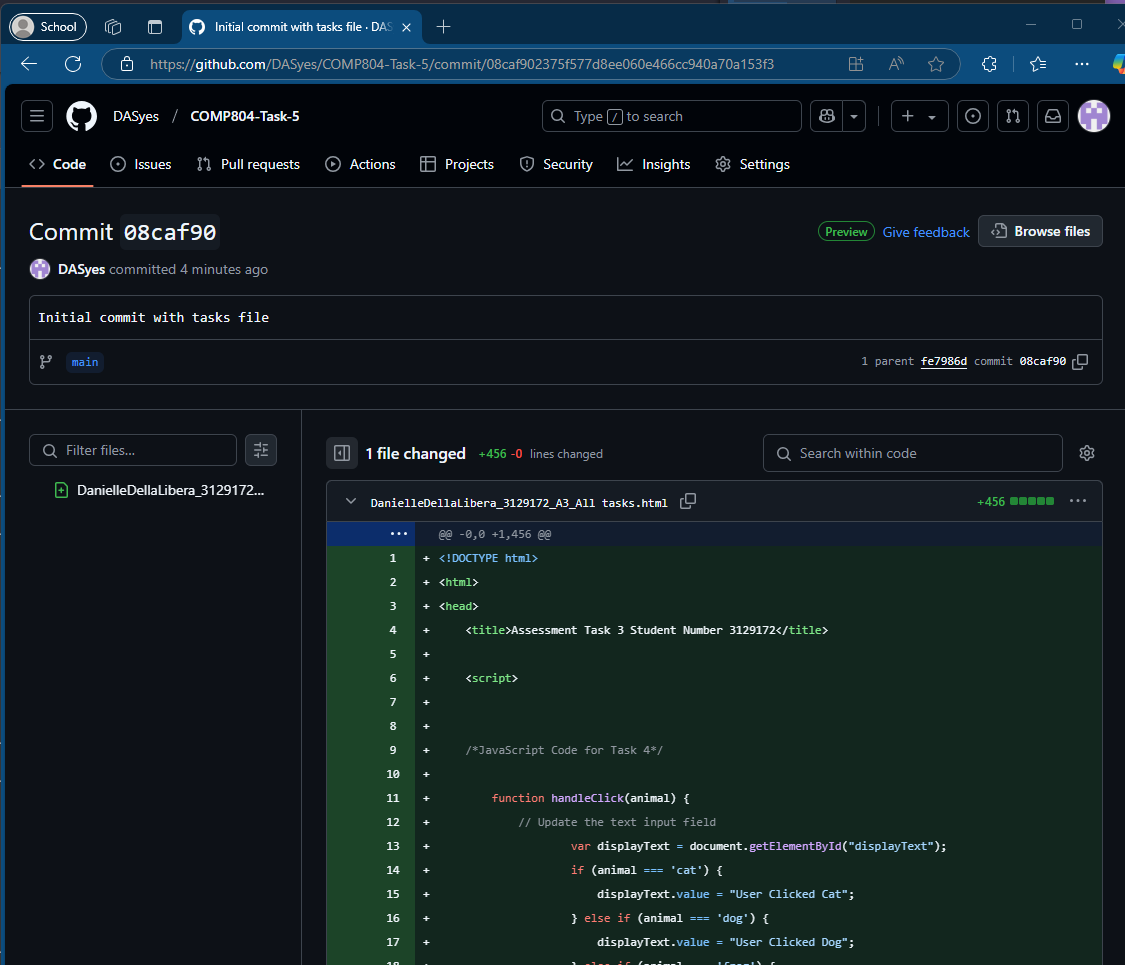 School
Initial commit with tasks file · DAS
https://github.com/DASyes/COMP804-Task-5/commit/08caf902375f577d8ee060e466cc940a70a153f3
DASyes / COMP804-Task-5
Type / to search
Code Issues Pull requests Actions Projects Security Insights Settings
Commit 08caf90
Preview Give feedback Browse files
DASyes committed 4 minutes ago
Initial commit with tasks file
main
1 parent fe7986d commit 08caf90
Filter files...
1 file changed +456 -0 lines changed
Search within code
DanielleDellaLibera_3129172...
DanielleDellaLibera_3129172_A3_All tasks.html
+456
@@ -0,0 +1,456 @@
1 + <!DOCTYPE html>
2 + <html>
3 + <head>
4 + <title>Assessment Task 3 Student Number 3129172</title>
5 +
6 + <script>
7 +
8 +
9 + /*JavaScript Code for Task 4*/
10 +
11 + function handleClick(animal) {
12 + // Update the text input field
13 + var displayText = document.getElementById("displayText");
14 + if (animal === 'cat') {
15 + displayText.value = "User Clicked Cat";
16 + } else if (animal === 'dog') {
17 + displayText.value = "User Clicked Dog";